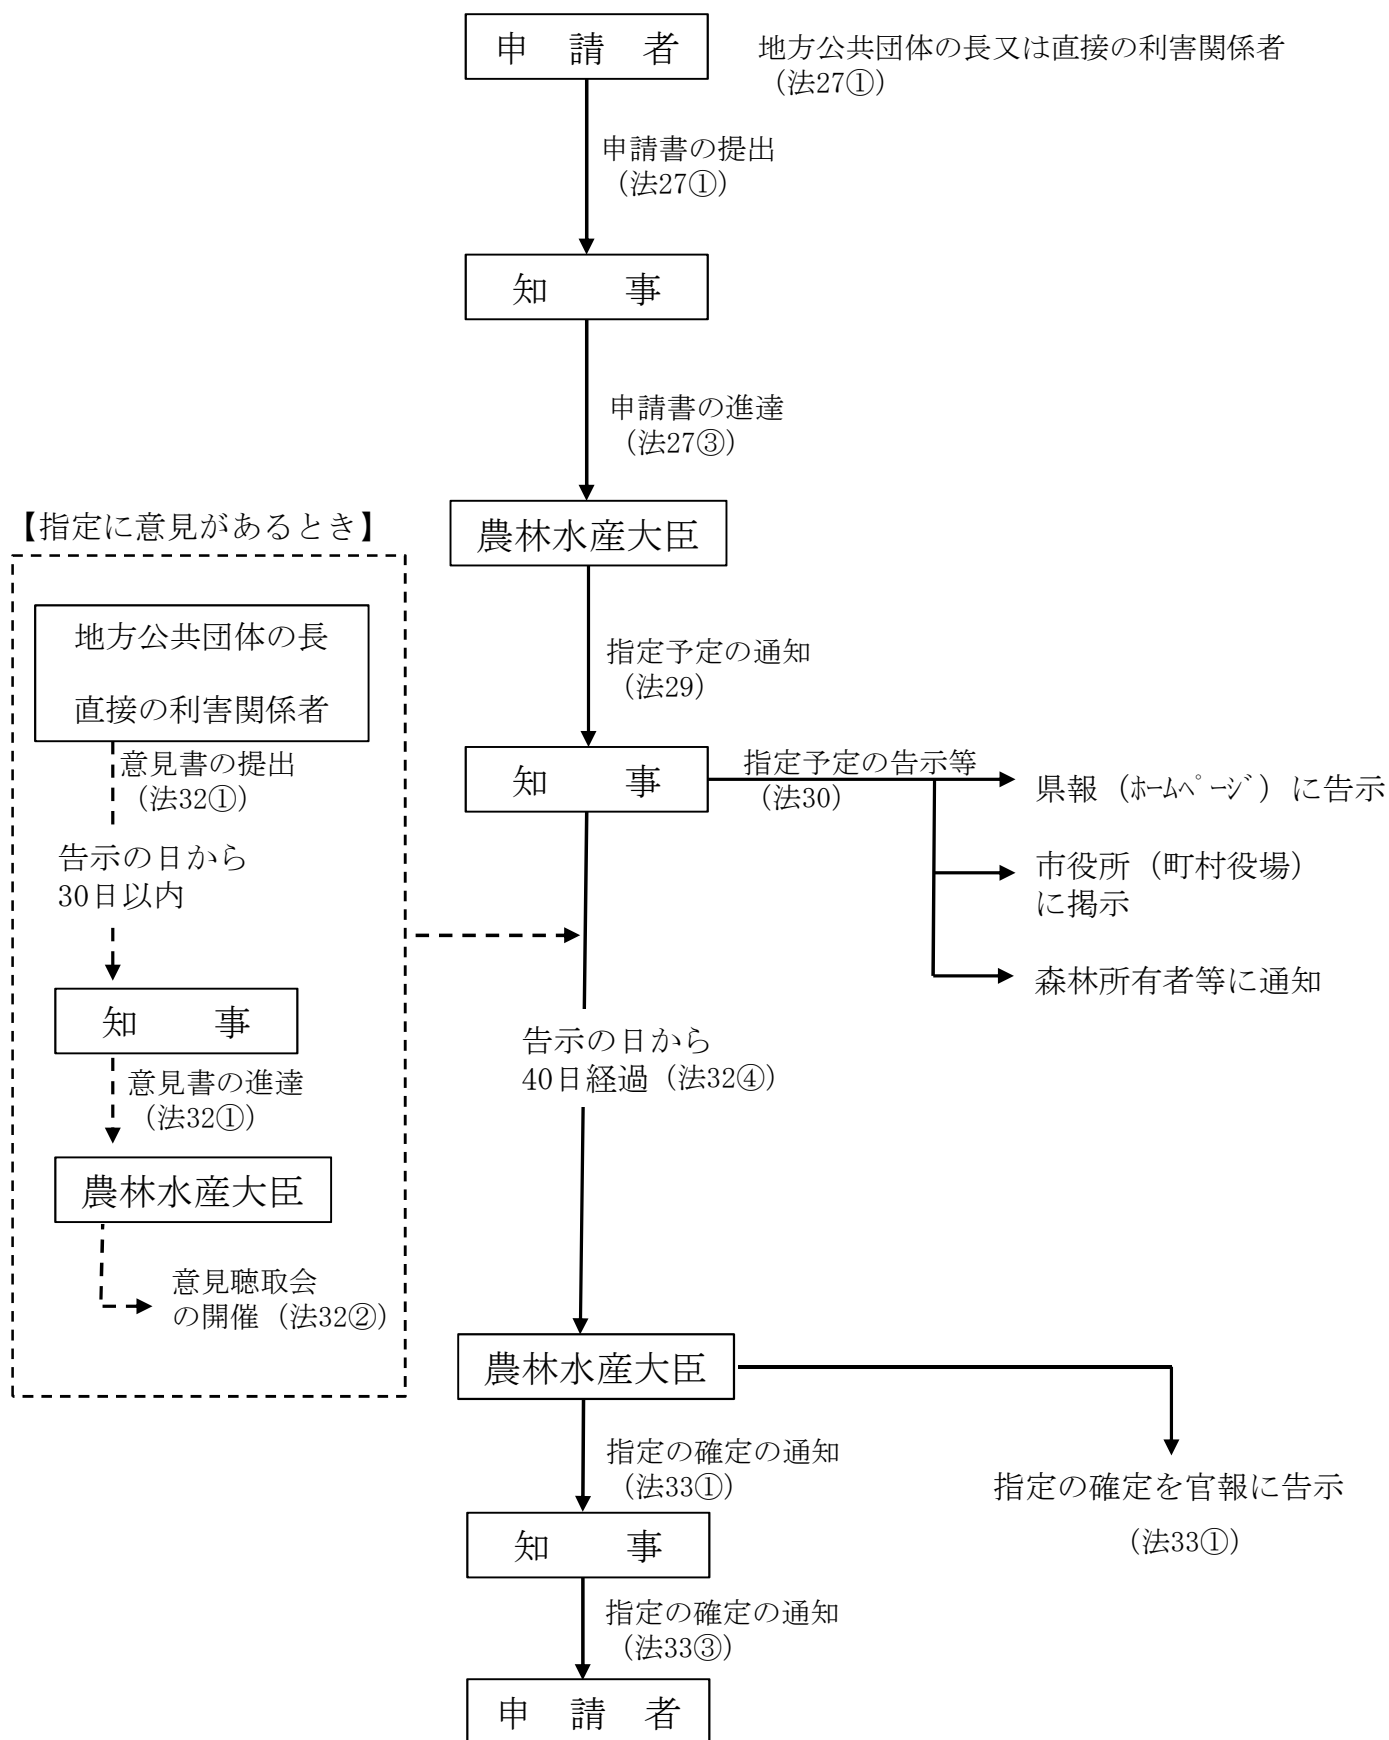 申　請　者
地方公共団体の長又は直接の利害関係者
（法27①）
申請書の提出
（法27①）
知　　事
申請書の進達
（法27③）
農林水産大臣
指定予定の通知
（法29）
知　　事
指定予定の告示等
（法30）
県報（ﾎｰﾑﾍﾟｰｼﾞ）に告示
市役所（町村役場）
に掲示
森林所有者等に通知
【指定に意見があるとき】
地方公共団体の長
直接の利害関係者
意見書の提出
（法32①）
告示の日から
30日以内
知　　事
意見書の進達
（法32①）
農林水産大臣
意見聴取会
の開催（法32②）
告示の日から
40日経過（法32④）
農林水産大臣
指定の確定の通知
（法33①）
指定の確定を官報に告示
（法33①）
知　　事
指定の確定の通知
（法33③）
申　請　者